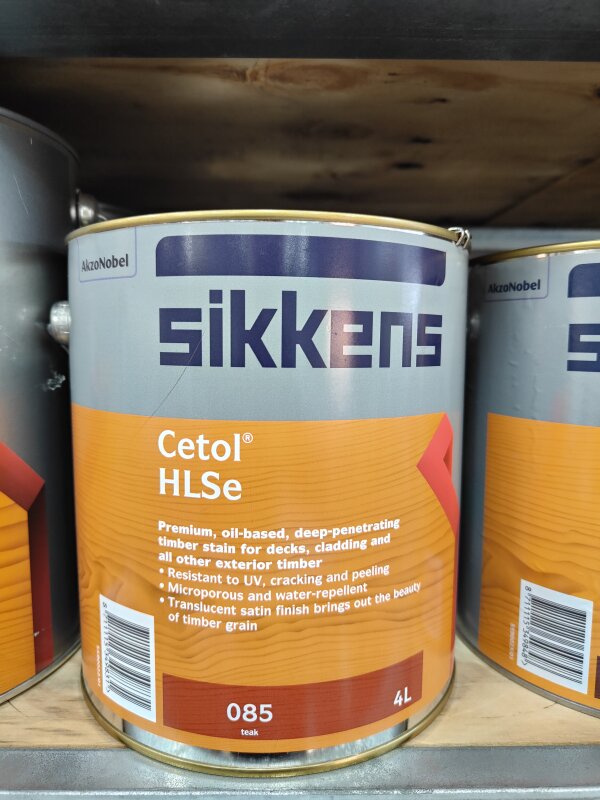 AkzoNobel
sikkens
Cetol®
HLSe
Premium, oil-based, deep-penetrating
timber stain for decks, cladding and
all other exterior timber
• Resistant to UV, cracking and peeling
• Microporous and water-repellent
• Translucent satin finish brings out the beauty
of timber grain
085
teak
4L
AkzoNobel
s